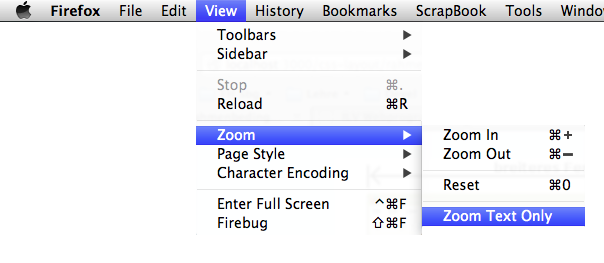 Firefox File Edit View History Bookmarks ScrapBook Tools
Toolbars
Sidebar
Stop ⌘.
Reload ⌘R
Zoom
Page Style
Character Encoding
Enter Full Screen ^⌘F
Firebug ⇧⌘F
Zoom In ⌘+
Zoom Out ⌘−
Reset ⌘0
Zoom Text Only